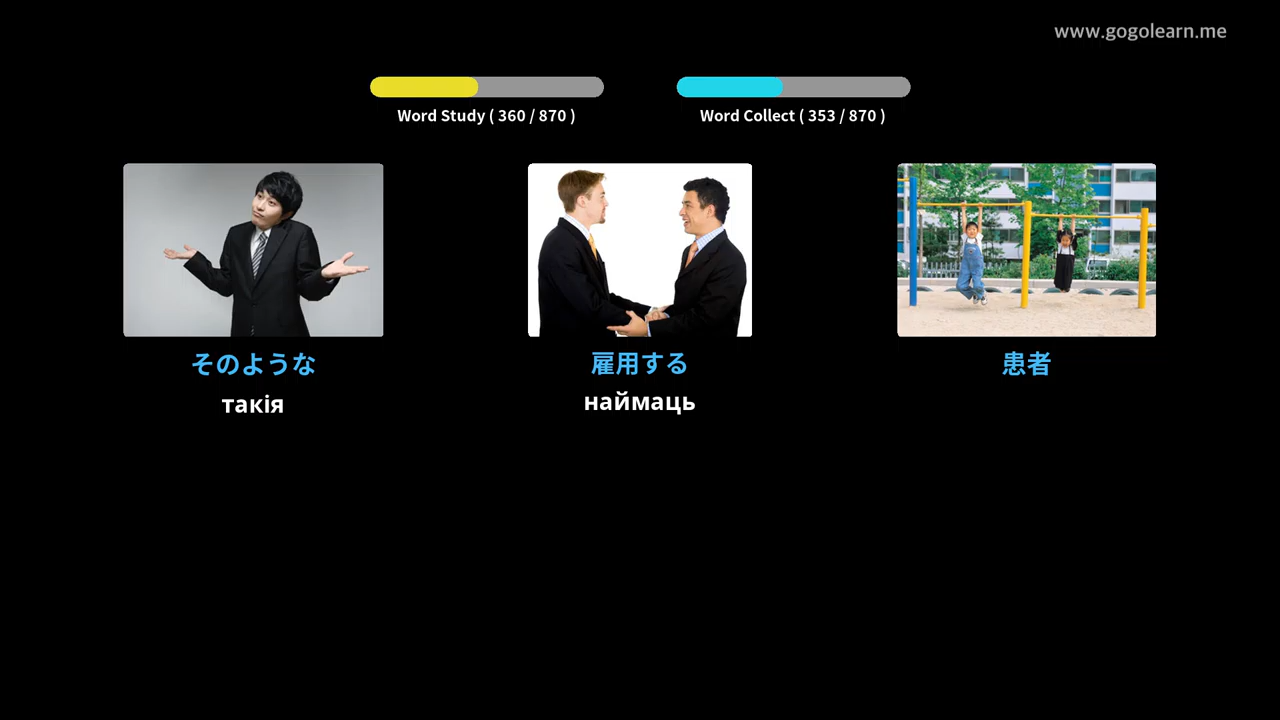 www.gogolearn.me
Word Study ( 360 / 870 )
Word Collect ( 353 / 870 )
そのような
такія
雇用する
наймаць
患者